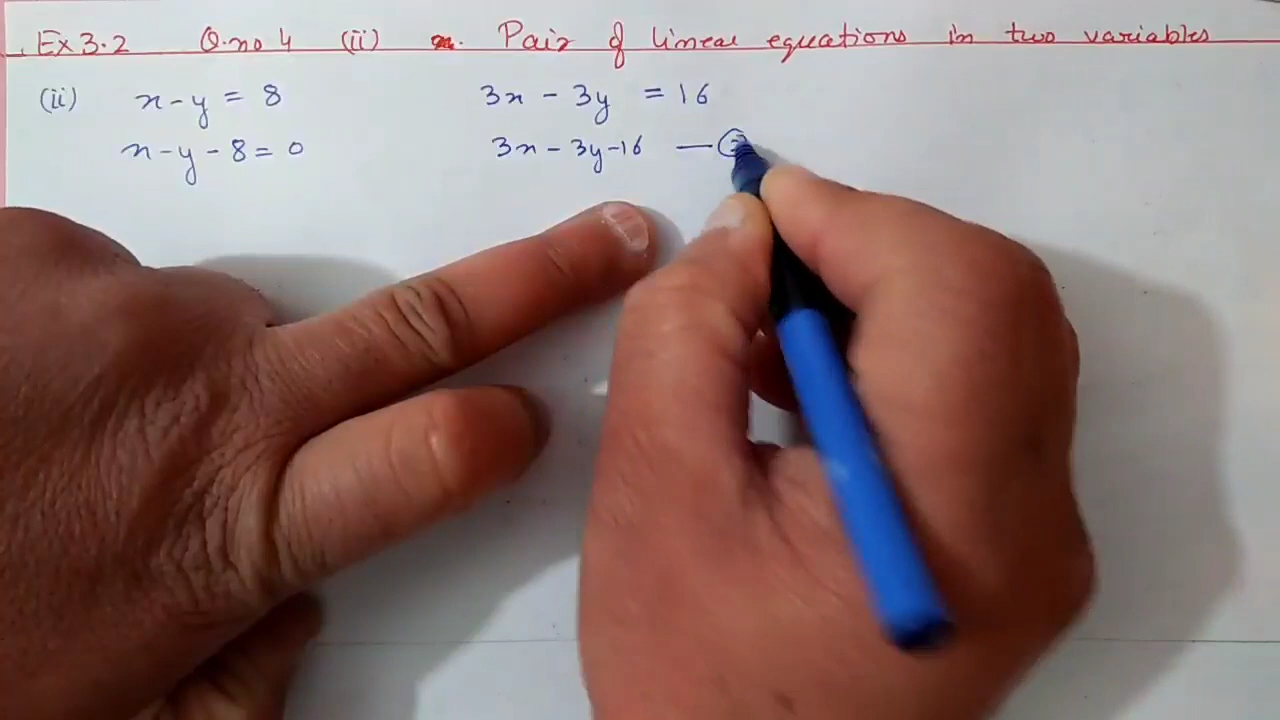 Ex 3.2 Q.no 4 (ii) Pair of linear equations in two variables
(ii) x - y = 8 3x - 3y = 16
x - y - 8 = 0 3x - 3y - 16 —